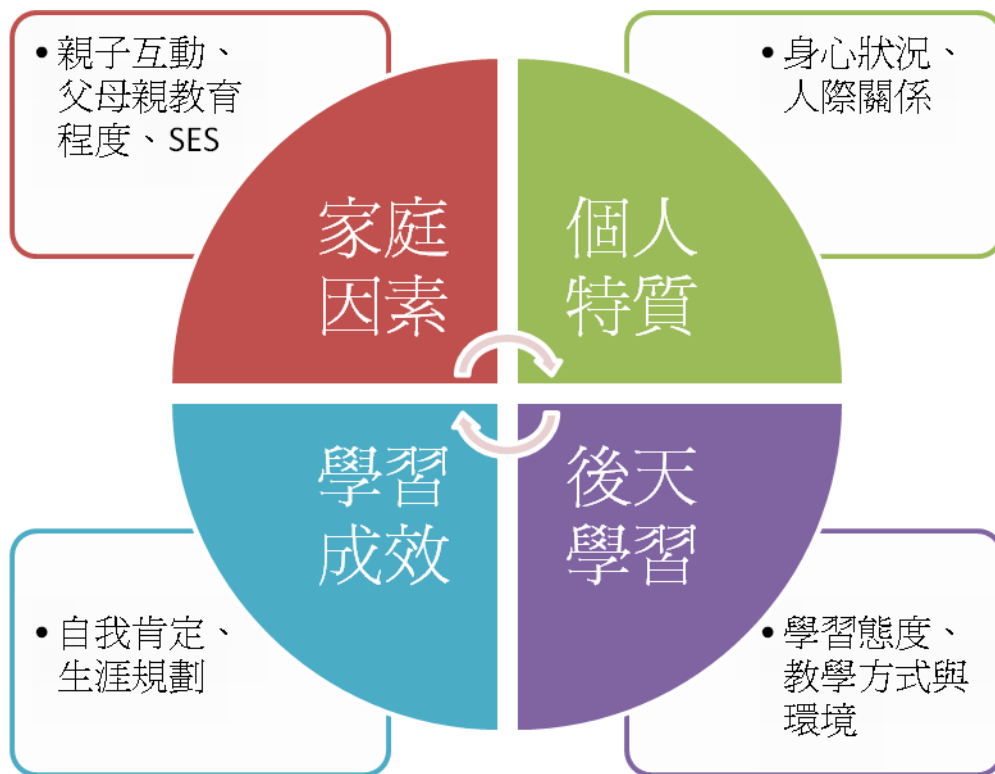 • 親子互動、
父母親教育
程度、SES
• 身心狀況、
人際關係
家庭
因素
個人
特質
學習
成效
後天
學習
• 自我肯定、
生涯規劃
• 學習態度、
教學方式與
環境